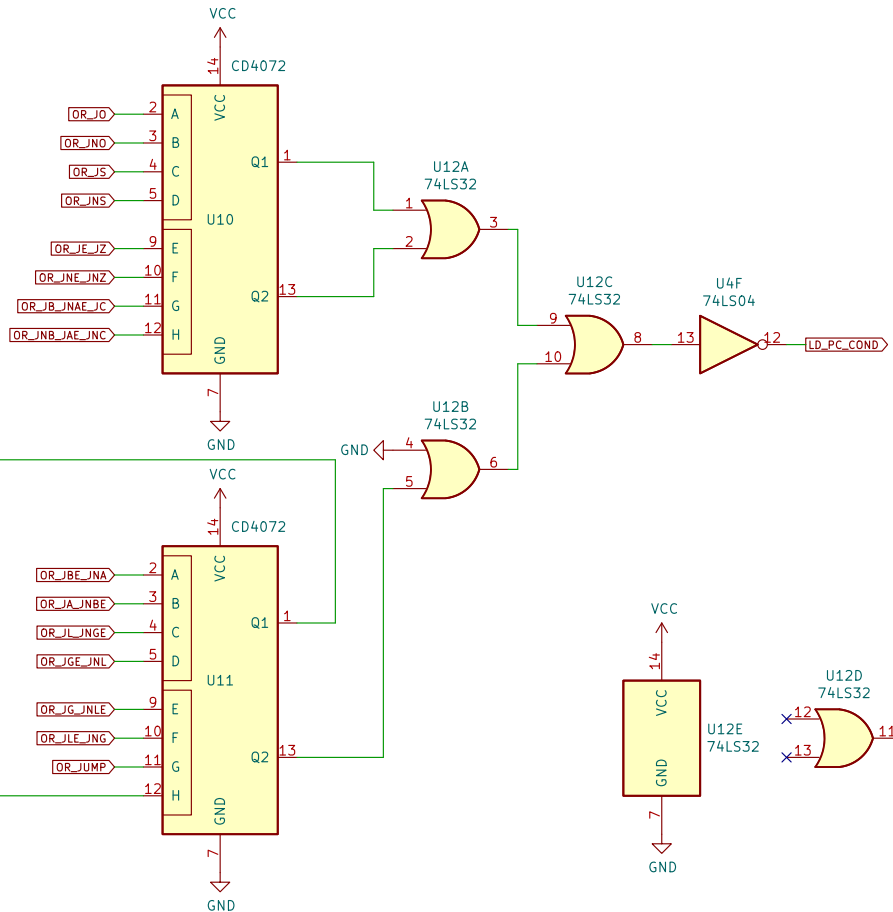 VCC
14
CD4072
VCC
OR_JO
2
A
OR_JNO
3
B
OR_JS
4
C
OR_JNS
5
D
Q1
1
U10
OR_JE_JZ
9
E
OR_JNE_JNZ
10
F
OR_JB_JNAE_JC
11
G
OR_JNB_JAE_JNC
12
H
Q2
13
GND
7
GND
U12A
74LS32
1
2
3
U12C
74LS32
9
10
8
U4F
74LS04
13
12
LD_PC_COND
U12B
74LS32
GND
4
5
6
VCC
14
CD4072
VCC
OR_JBE_JNA
2
A
OR_JA_JNBE
3
B
OR_JL_JNGE
4
C
OR_JGE_JNL
5
D
Q1
1
U11
OR_JG_JNLE
9
E
OR_JLE_JNG
10
F
OR_JUMP
11
G
12
H
Q2
13
GND
7
GND
VCC
14
VCC
U12E
74LS32
GND
7
GND
U12D
74LS32
12
13
11